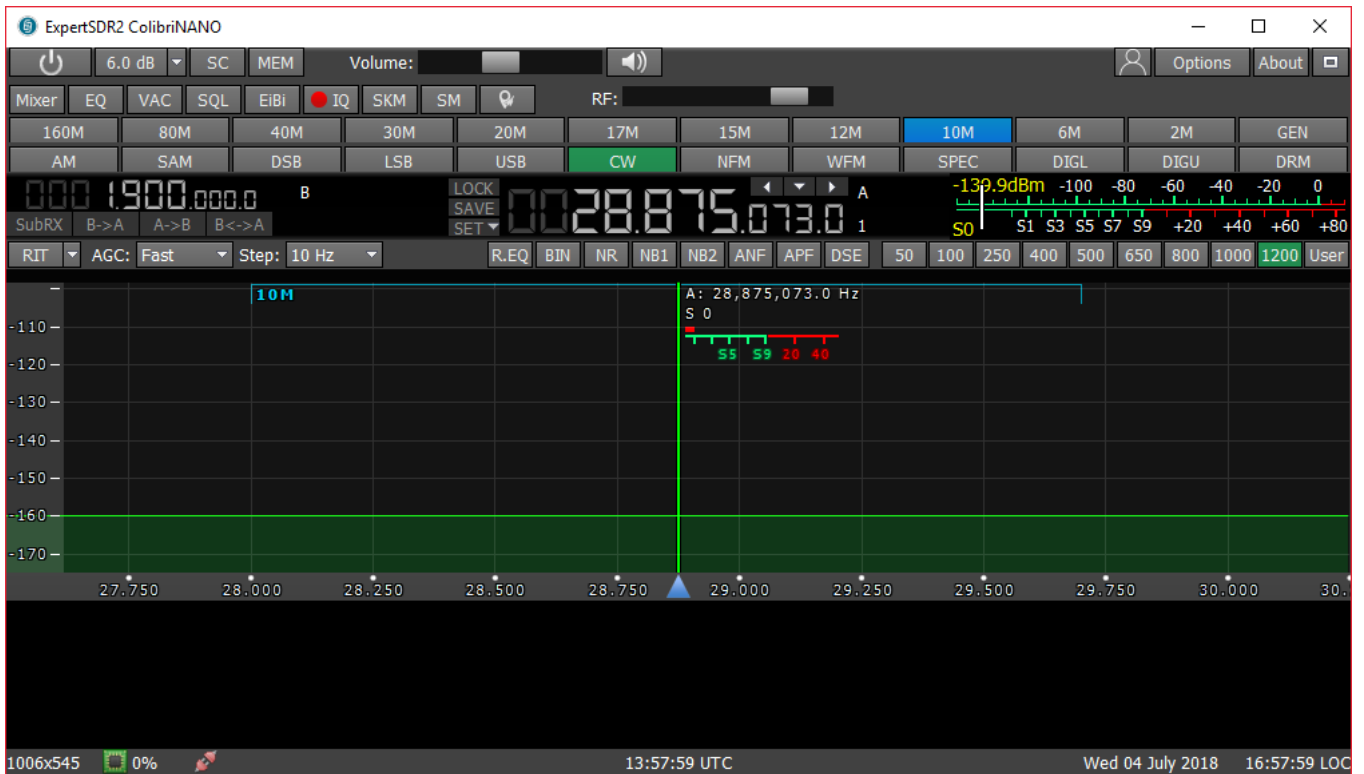 ExpertSDR2 ColibriNANO
6.0 dB SC MEM Volume: Options About
Mixer EQ VAC SQL EiBi IQ SKM SM RF:
160M 80M 40M 30M 20M 17M 15M 12M 10M 6M 2M GEN
AM SAM DSB LSB USB CW NFM WFM SPEC DIGL DIGU DRM
1.900.000.0 B LOCK SAVE SET 28.875.073.0 A 1 -139.9dBm -100 -80 -60 -40 -20 0
SubRX B->A A->B B<->A S0 S1 S3 S5 S7 S9 +20 +40 +60 +80
RIT AGC: Fast Step: 10 Hz R.EQ BIN NR NB1 NB2 ANF APF DSE 50 100 250 400 500 650 800 1000 1200 User
10M A: 28,875,073.0 Hz
S 0
S5 S9 20 40
-110
-120
-130
-140
-150
-160
-170
27.750 28.000 28.250 28.500 28.750 29.000 29.250 29.500 29.750 30.000 30.
1006x545 0% 13:57:59 UTC Wed 04 July 2018 16:57:59 LOC